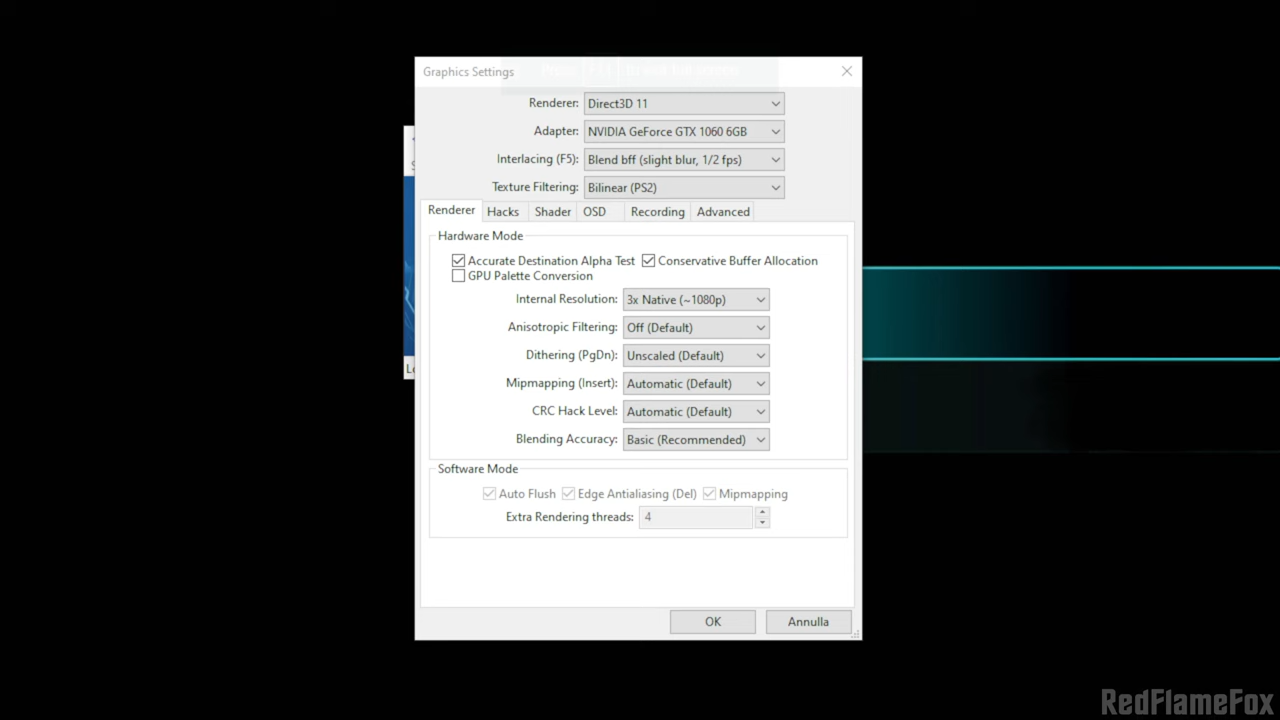 Graphics Settings
Renderer: Direct3D 11
Adapter: NVIDIA GeForce GTX 1060 6GB
Interlacing (F5): Blend bff (slight blur, 1/2 fps)
Texture Filtering: Bilinear (PS2)
Renderer Hacks Shader OSD Recording Advanced
Hardware Mode
Accurate Destination Alpha Test Conservative Buffer Allocation
GPU Palette Conversion
Internal Resolution: 3x Native (~1080p)
Anisotropic Filtering: Off (Default)
Dithering (PgDn): Unscaled (Default)
Mipmapping (Insert): Automatic (Default)
CRC Hack Level: Automatic (Default)
Blending Accuracy: Basic (Recommended)
Software Mode
Auto Flush Edge Antialiasing (Del) Mipmapping
Extra Rendering threads: 4
OK Annulla
RedFlameFox